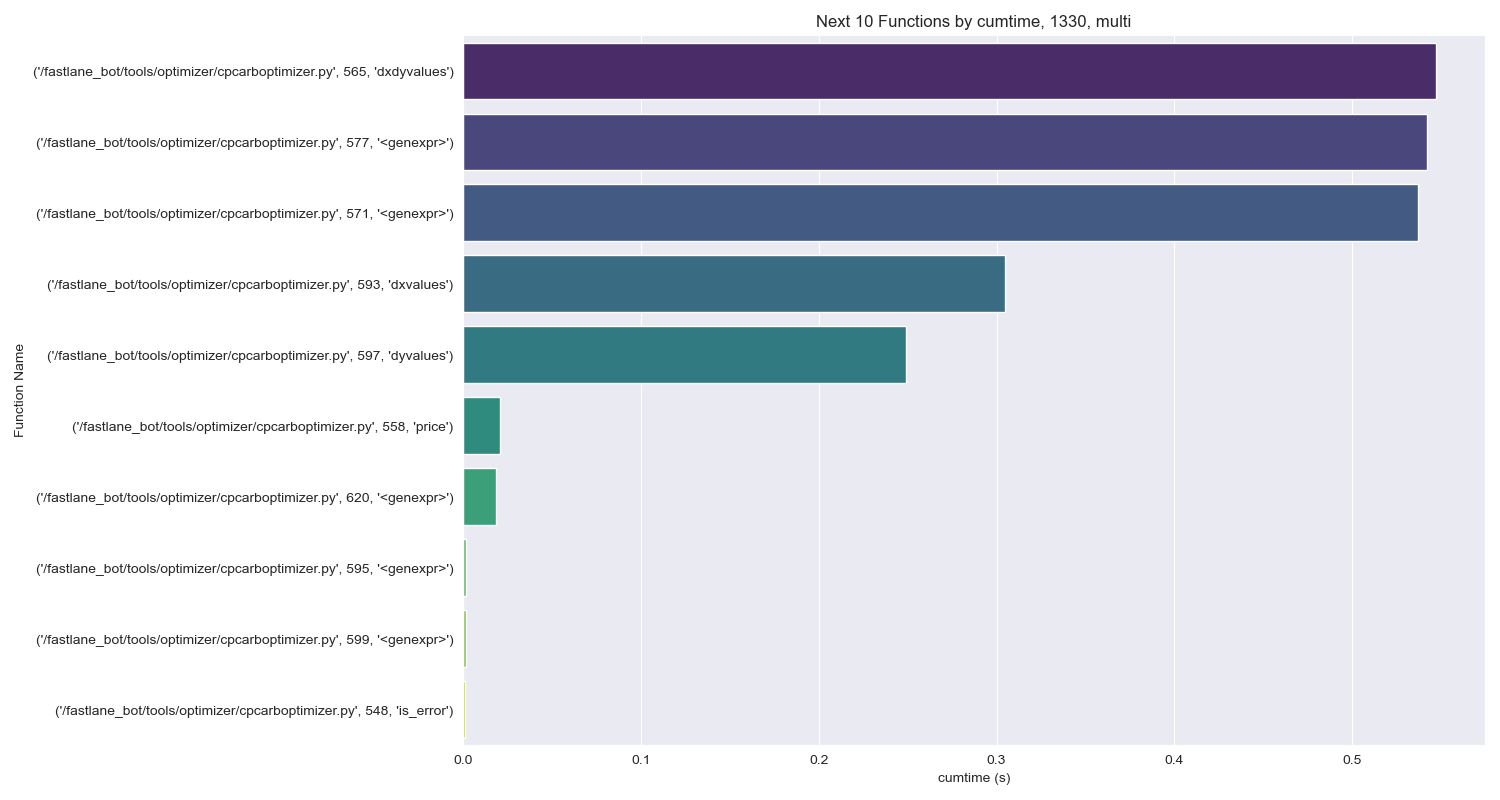 Next 10 Functions by cumtime, 1330, multi
('/fastlane_bot/tools/optimizer/cpcarboptimizer.py', 565, 'dxdyvalues')
('/fastlane_bot/tools/optimizer/cpcarboptimizer.py', 577, '<genexpr>')
('/fastlane_bot/tools/optimizer/cpcarboptimizer.py', 571, '<genexpr>')
('/fastlane_bot/tools/optimizer/cpcarboptimizer.py', 593, 'dxvalues')
('/fastlane_bot/tools/optimizer/cpcarboptimizer.py', 597, 'dyvalues')
('/fastlane_bot/tools/optimizer/cpcarboptimizer.py', 558, 'price')
('/fastlane_bot/tools/optimizer/cpcarboptimizer.py', 620, '<genexpr>')
('/fastlane_bot/tools/optimizer/cpcarboptimizer.py', 595, '<genexpr>')
('/fastlane_bot/tools/optimizer/cpcarboptimizer.py', 599, '<genexpr>')
('/fastlane_bot/tools/optimizer/cpcarboptimizer.py', 548, 'is_error')
Function Name
0.0 0.1 0.2 0.3 0.4 0.5
cumtime (s)